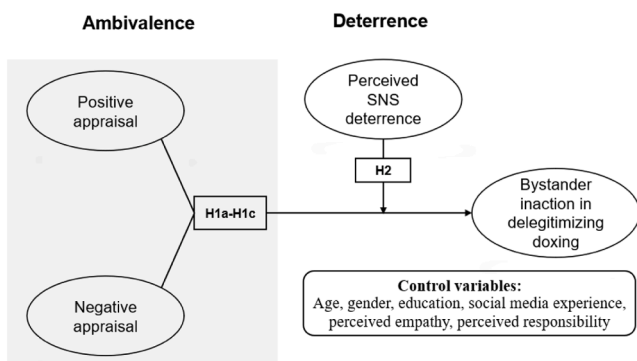 Ambivalence
Deterrence
Positive
appraisal
Perceived
SNS
deterrence
H2
H1a-H1c
Bystander
inaction in
delegitimizing
doxing
Negative
appraisal
Control variables:
Age, gender, education, social media experience,
perceived empathy, perceived responsibility